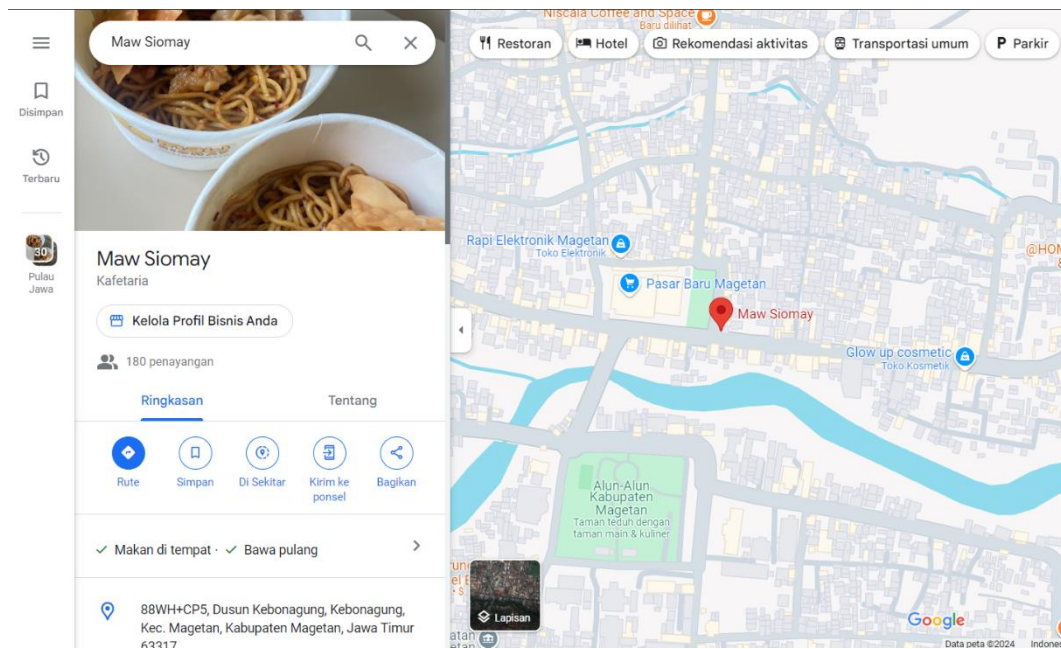 Maw Siomay
Disimpan
Terbaru
30
Pulau
Jawa
Maw Siomay
Kafetaria
Kelola Profil Bisnis Anda
180 penayangan
Ringkasan
Tentang
Rute
Simpan
Di Sekitar
Kirim ke
ponsel
Bagikan
Makan di tempat · Bawa pulang
88WH+CP5, Dusun Kebonagung, Kebonagung,
Kec. Magetan, Kabupaten Magetan, Jawa Timur
63317
Niscala Coffee and Space
Baru dilihat
Restoran
Hotel
Rekomendasi aktivitas
Transportasi umum
P Parkir
Rapi Elektronik Magetan
Toko Elektronik
@HOM
&
Pasar Baru Magetan
Maw Siomay
Glow up cosmetic
Toko Kosmetik
Alun-Alun
Kabupaten
Magetan
Taman teduh dengan
taman main & kuliner
Lapisan
Google
Data peta ©2024
Indones